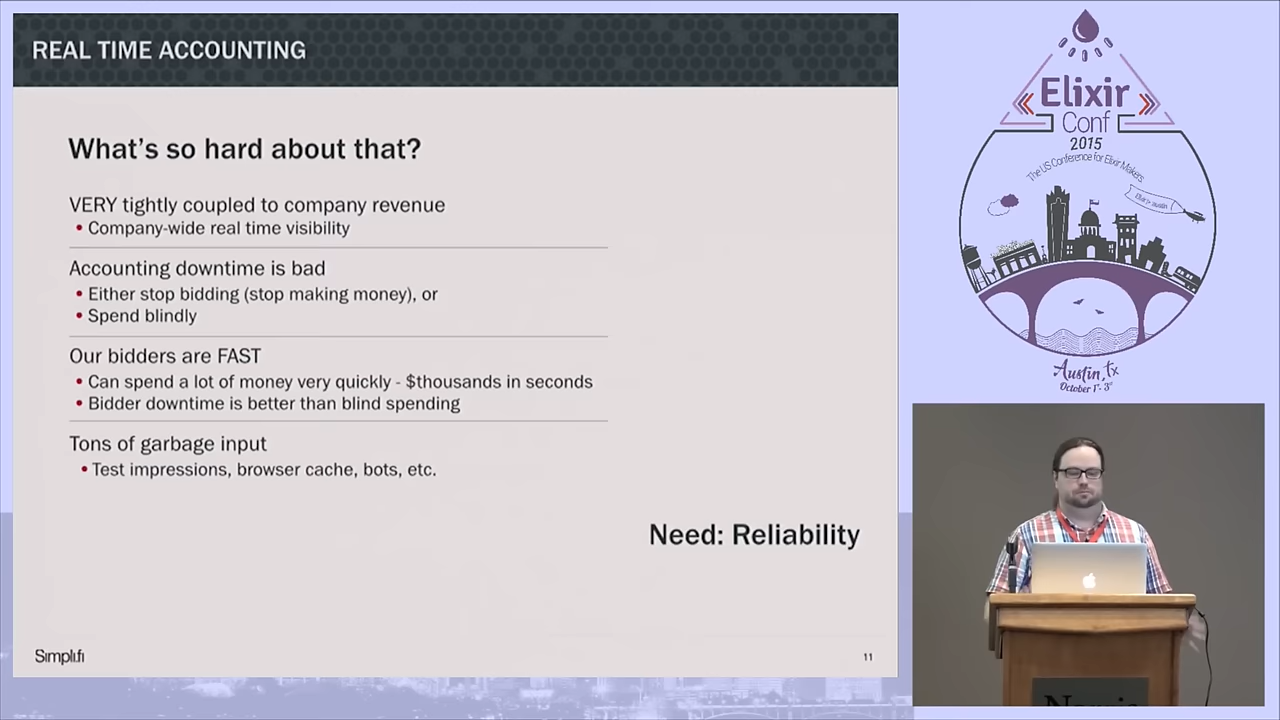 REAL TIME ACCOUNTING
What's so hard about that?
VERY tightly coupled to company revenue
• Company-wide real time visibility
Accounting downtime is bad
• Either stop bidding (stop making money), or
• Spend blindly
Our bidders are FAST
• Can spend a lot of money very quickly - $thousands in seconds
• Bidder downtime is better than blind spending
Tons of garbage input
• Test impressions, browser cache, bots, etc.
Need: Reliability
Simpli.fi
11
Elixir
Conf
2015
The US Conference for Elixir Makers
Austin, Tx
October 1st - 3rd